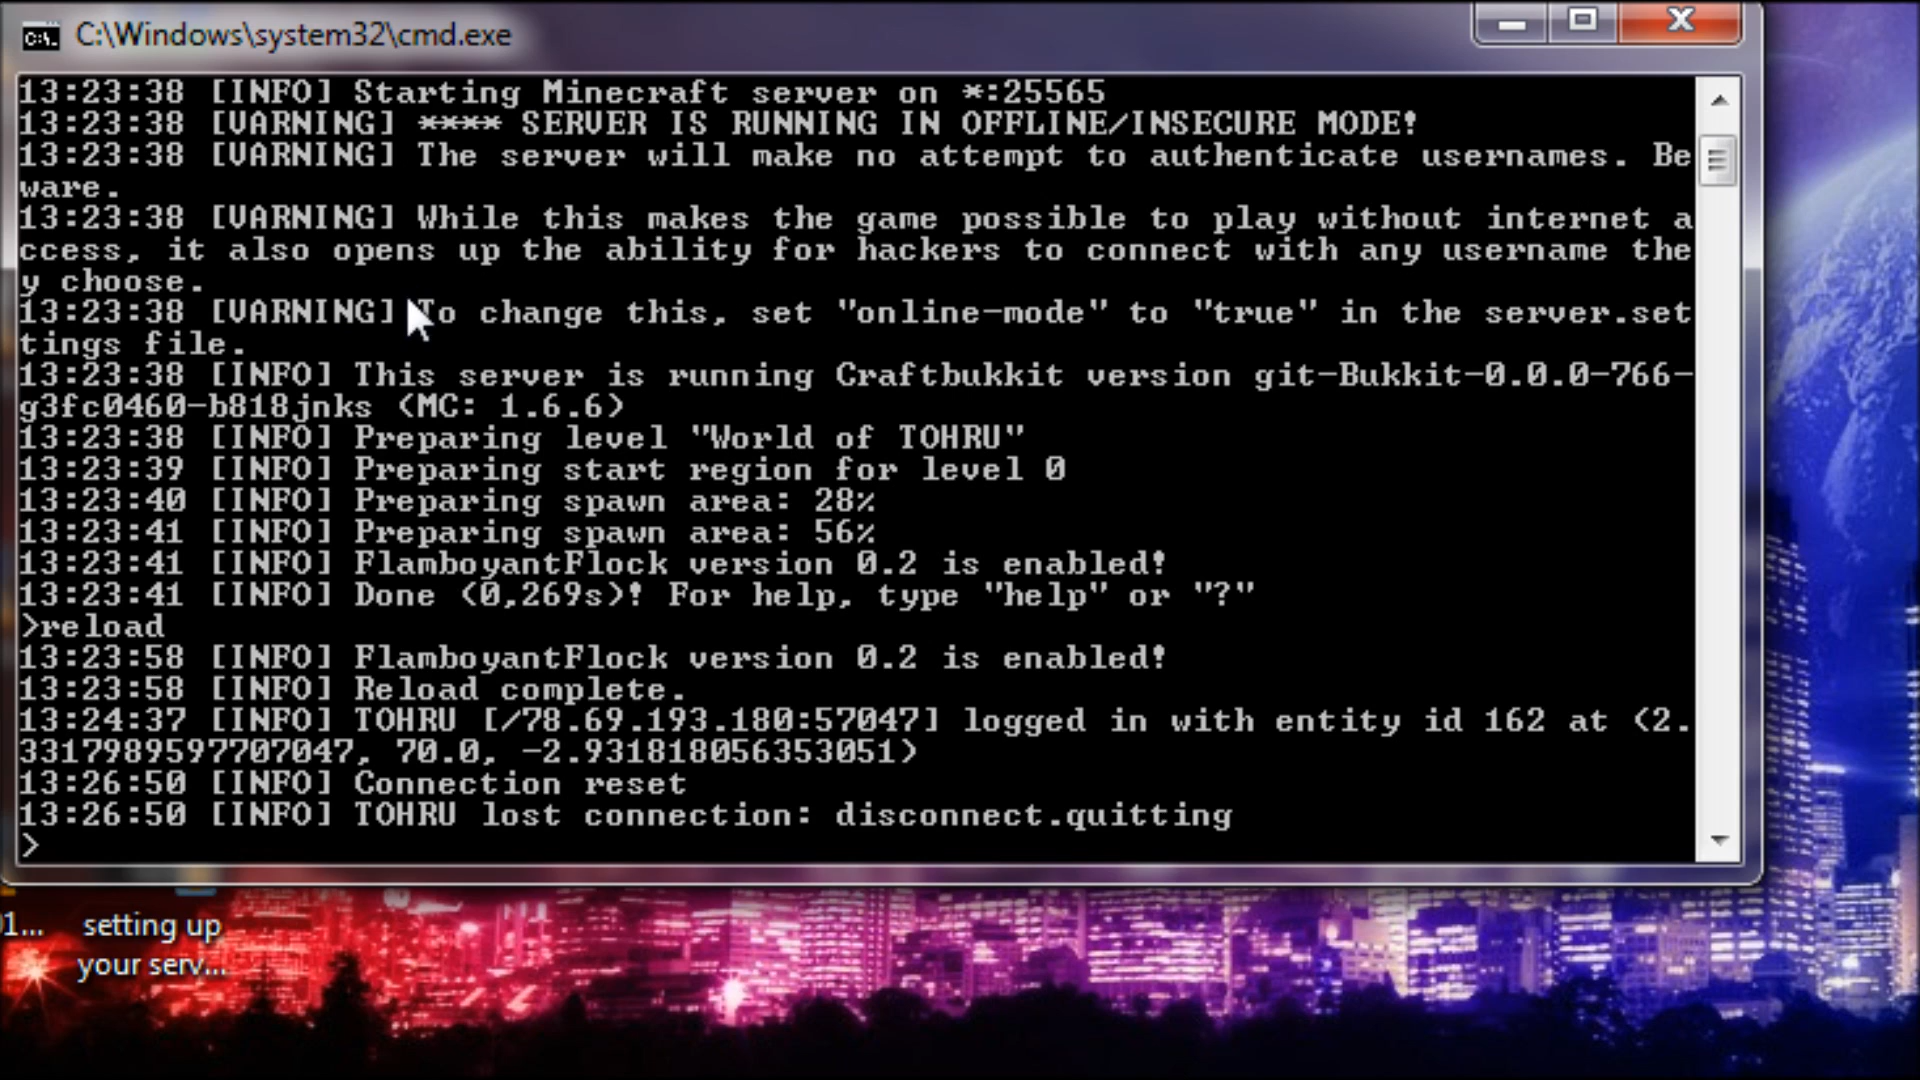 C:\Windows\system32\cmd.exe
13:23:38 [INFO] Starting Minecraft server on *:25565
13:23:38 [WARNING] **** SERVER IS RUNNING IN OFFLINE/INSECURE MODE!
13:23:38 [WARNING] The server will make no attempt to authenticate usernames. Be
ware.
13:23:38 [WARNING] While this makes the game possible to play without internet a
ccess, it also opens up the ability for hackers to connect with any username the
y choose.
13:23:38 [WARNING] To change this, set "online-mode" to "true" in the server.set
tings file.
13:23:38 [INFO] This server is running Craftbukkit version git-Bukkit-0.0.0-766-
g3fc0460-b818jnks (MC: 1.6.6)
13:23:38 [INFO] Preparing level "World of TOHRU"
13:23:39 [INFO] Preparing start region for level 0
13:23:40 [INFO] Preparing spawn area: 28%
13:23:41 [INFO] Preparing spawn area: 56%
13:23:41 [INFO] FlamboyantFlock version 0.2 is enabled!
13:23:41 [INFO] Done (0,269s)! For help, type "help" or "?"
>reload
13:23:58 [INFO] FlamboyantFlock version 0.2 is enabled!
13:23:58 [INFO] Reload complete.
13:24:37 [INFO] TOHRU [/78.69.193.180:57047] logged in with entity id 162 at (2.
3317989597707047, 70.0, -2.931818056353051)
13:26:50 [INFO] Connection reset
13:26:50 [INFO] TOHRU lost connection: disconnect.quitting
>
1... setting up
your serv...